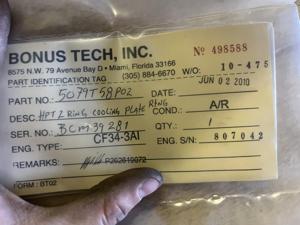 BONUS TECH, INC. Nº 498588
8575 N.W. 79 Avenue Bay D • Miami, Florida 33166
PART IDENTIFICATION TAG (305) 884-6670 W/O: 10-475
PART NO.: 5079T58P02 DATE: JUN 02 2010
DESC: HPT 2 RING COOLING PLATE COND.: A/R
SER. NO.: BCM39281 QTY.: 1
ENG. TYPE: CF34-3A1 ENG. S/N: 807042
REMARKS: P262619072
FORM: BT02